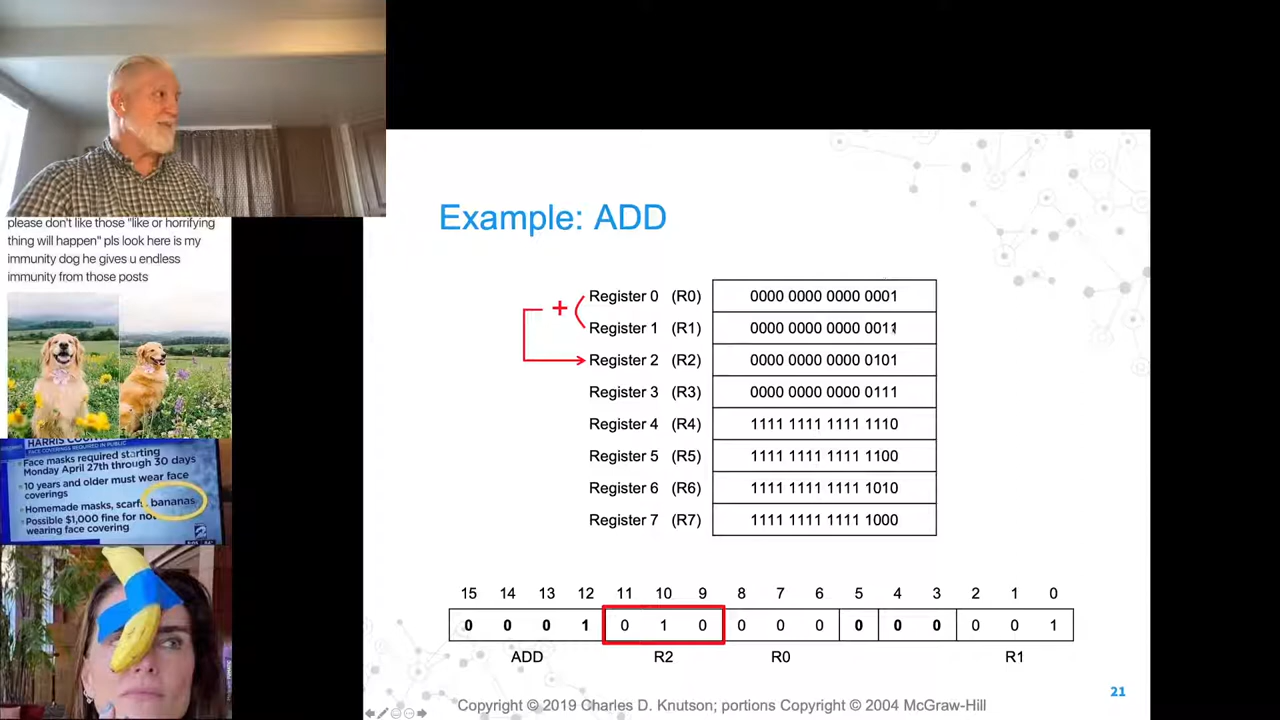 please don't like those "like or horrifying
thing will happen" pls look here is my
immunity dog he gives u endless
immunity from those posts
FACE COVERINGS REQUIRED IN PUBLIC
Face masks required starting
Monday April 27th through 30 days
10 years and older must wear face
coverings
Homemade masks, scarfs, bananas
Possible $1,000 fine for not
wearing face covering
2
Example: ADD
+
Register 0 (R0) 0000 0000 0000 0001
Register 1 (R1) 0000 0000 0000 0011
Register 2 (R2) 0000 0000 0000 0101
Register 3 (R3) 0000 0000 0000 0111
Register 4 (R4) 1111 1111 1111 1110
Register 5 (R5) 1111 1111 1111 1100
Register 6 (R6) 1111 1111 1111 1010
Register 7 (R7) 1111 1111 1111 1000
15 14 13 12 11 10 9 8 7 6 5 4 3 2 1 0
0 0 0 1 0 1 0 0 0 0 0 0 0 0 0 1
ADD R2 R0 R1
21
Copyright © 2019 Charles D. Knutson; portions Copyright © 2004 McGraw-Hill